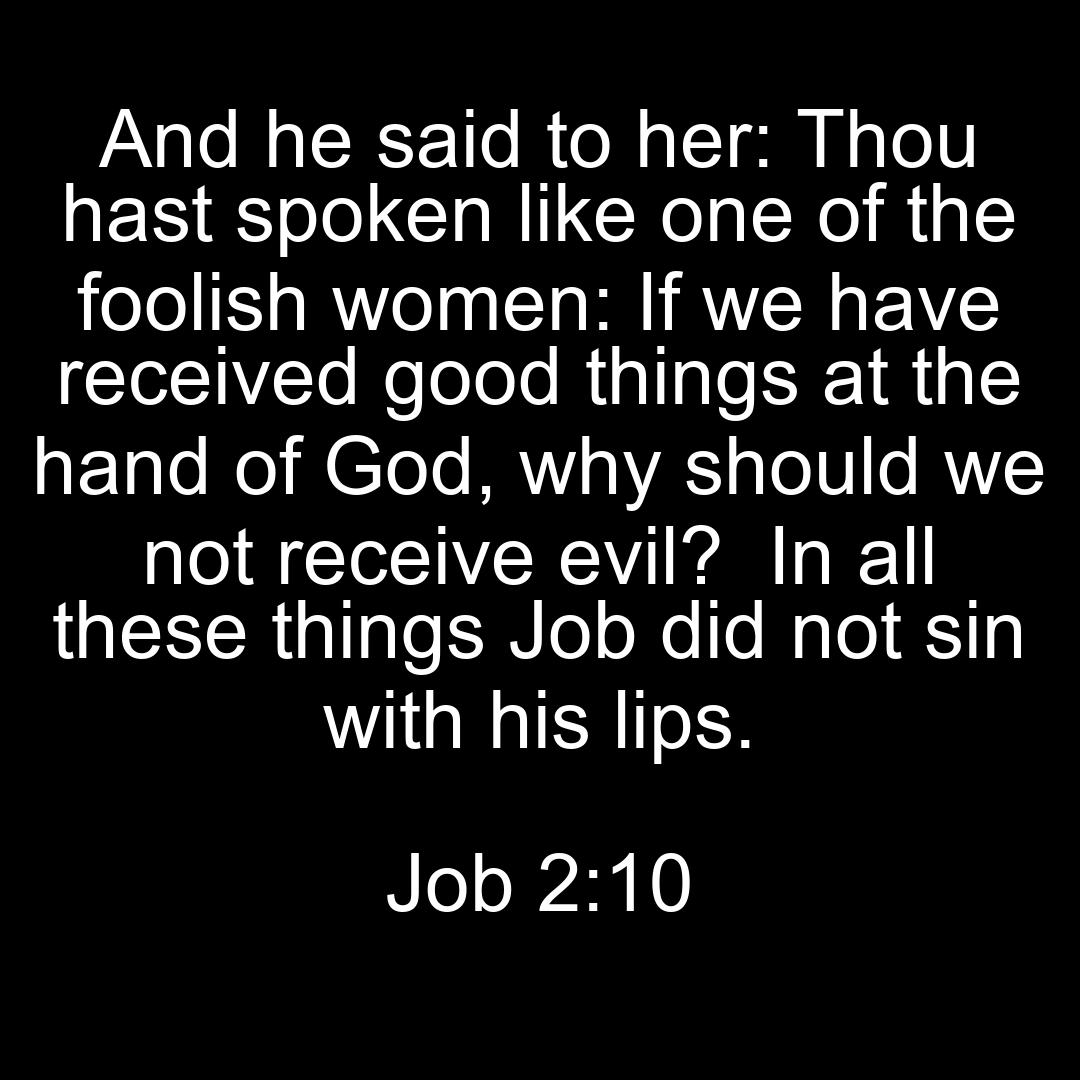 And he said to her: Thou
hast spoken like one of the
foolish women: If we have
received good things at the
hand of God, why should we
not receive evil?  In all
these things Job did not sin
with his lips.
Job 2:10